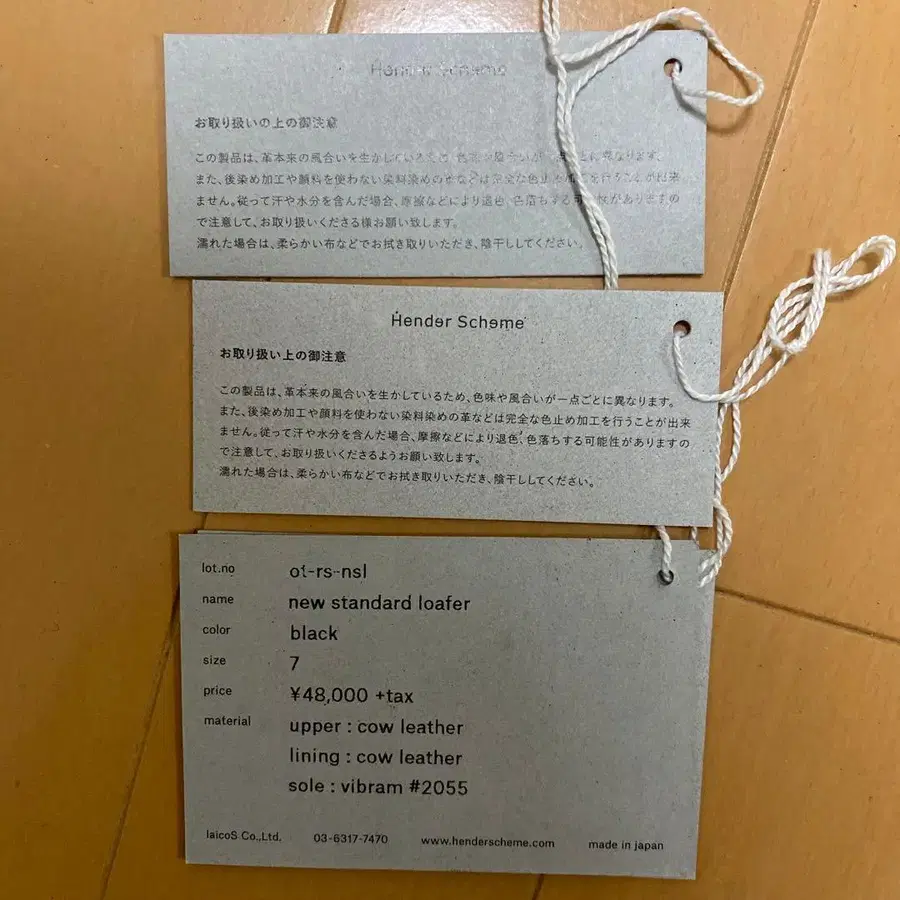 Hender Scheme
お取り扱いの上の御注意
この製品は、革本来の風合いを生かしているため 色味や風合いが 点ごとに異なります。
また、後染め加工や顔料を使わない染料染めの革などは完全な色止め加工を行うことが出来
ません。従って汗や水分を含んだ場合、摩擦などにより退色 色落ちする可能性がありますの
で注意して、お取り扱いくださる様お願い致します。
濡れた場合は、柔らかい布などでお拭き取りいただき、陰干ししてください。
Hender Scheme
お取り扱い上の御注意
この製品は、革本来の風合いを生かしているため、色味や風合いが一点ごとに異なります。
また、後染め加工や顔料を使わない染料染めの革などは完全な色止め加工を行うことが出来
ません。従って汗や水分を含んだ場合、摩擦などにより退色、色落ちする可能性がありますの
で注意して、お取り扱いくださるようお願い致します。
濡れた場合は、柔らかい布などでお拭き取りいただき、陰干ししてください。
lot.no ot-rs-nsl
name new standard loafer
color black
size 7
price ¥48,000 +tax
material upper : cow leather
lining : cow leather
sole : vibram #2055
laicoS Co.,Ltd. 03-6317-7470 www.henderscheme.com made in japan